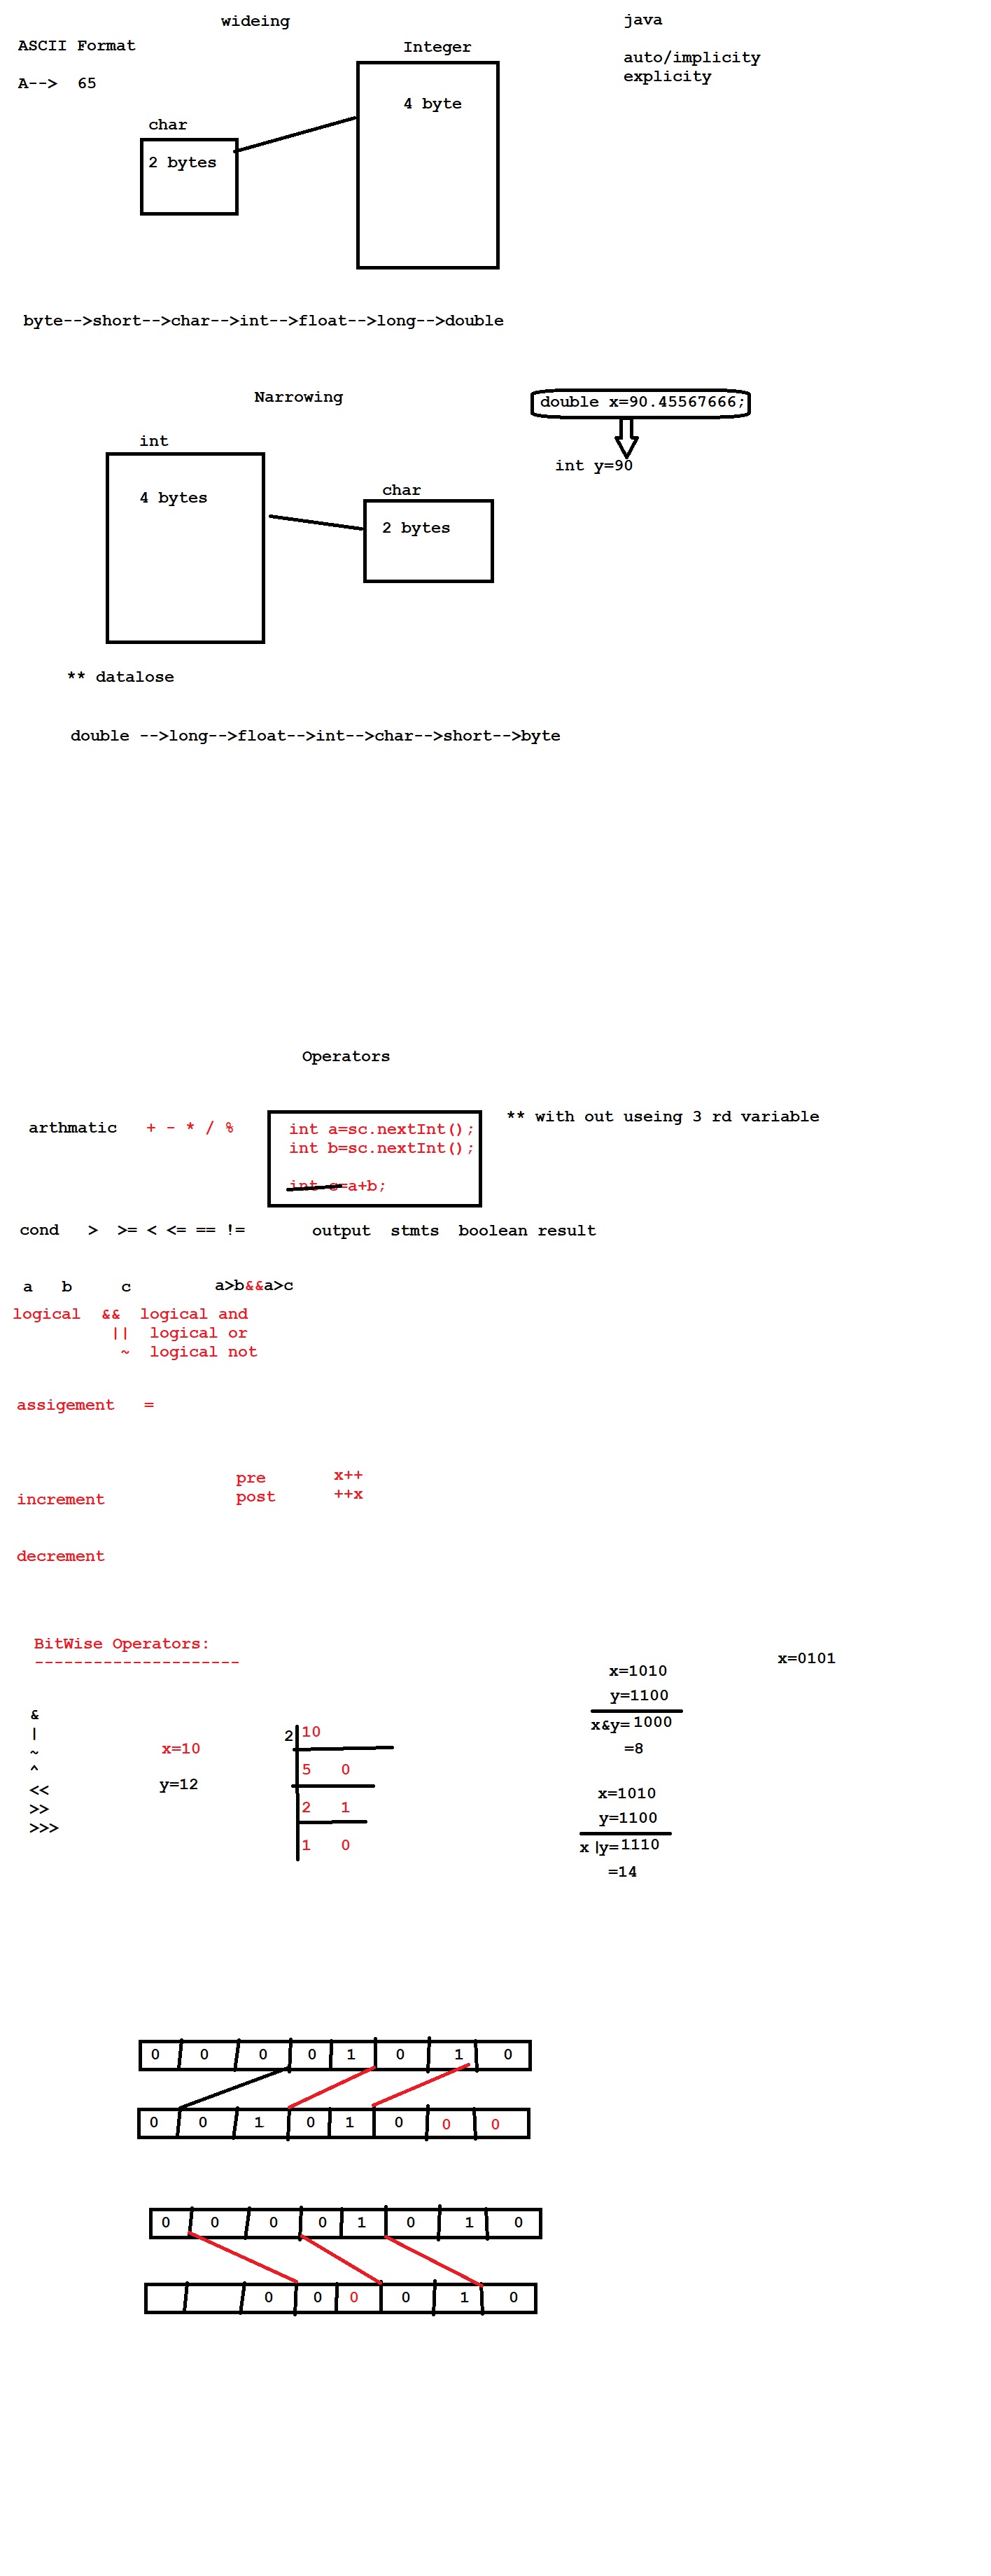 wideing
java
ASCII Format
Integer
auto/implicity
explicity
A--> 65
4 byte
char
2 bytes
byte-->short-->char-->int-->float-->long-->double
Narrowing
double x=90.45567666;
int
int y=90
4 bytes
char
2 bytes
** datalose
double -->long-->float-->int-->char-->short-->byte
Operators
arthmatic + - * / %
int a=sc.nextInt();
int b=sc.nextInt();
int c=a+b;
** with out useing 3 rd variable
cond > >= < <= == != output stmts boolean result
a b c a>b&&a>c
logical && logical and
|| logical or
~ logical not
assigement =
pre x++
post ++x
increment
decrement
BitWise Operators:
---------------------
x=0101
x=1010
y=1100
x&y=1000
=8
&
|
~
^
<<
>>
>>>
x=10
y=12
2 10
5 0
2 1
1 0
x=1010
y=1100
x |y=1110
=14
0 0 0 0 1 0 1 0
0 0 1 0 1 0 0 0
0 0 0 0 1 0 1 0
0 0 0 0 1 0